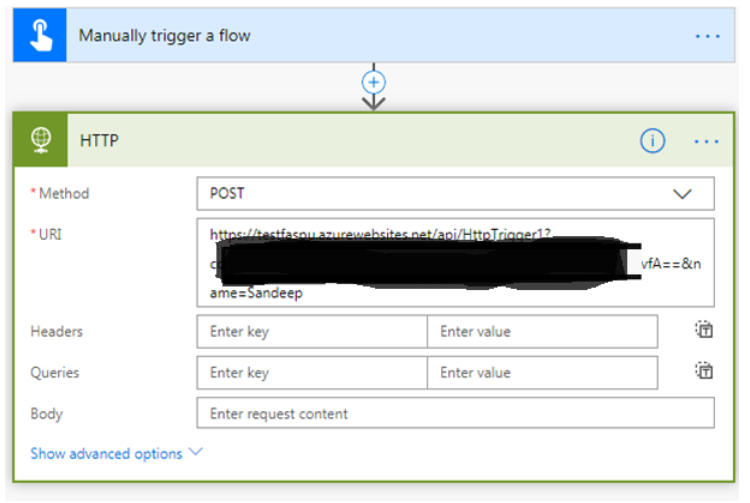 Manually trigger a flow
HTTP
* Method
POST
* URI
https://testfaspu.azurewebsites.net/api/HttpTrigger1?
vfA==&n
ame=Sandeep
Headers
Enter key
Enter value
Queries
Enter key
Enter value
Body
Enter request content
Show advanced options